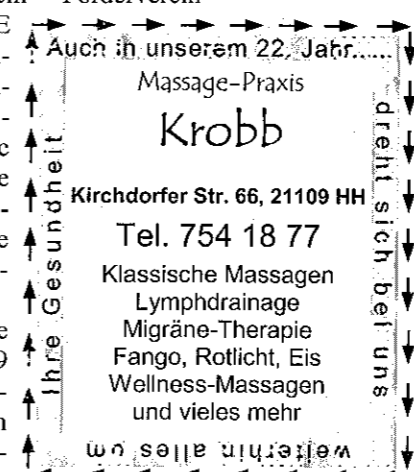 Auch in unserem 22. Jahr......
Massage-Praxis
Krobb
Kirchdorfer Str. 66, 21109 HH
Tel. 754 18 77
Klassische Massagen
Lymphdrainage
Migräne-Therapie
Fango, Rotlicht, Eis
Wellness-Massagen
und vieles mehr
dreht sich bei uns
weiterhin alles um
Ihre Gesundheit